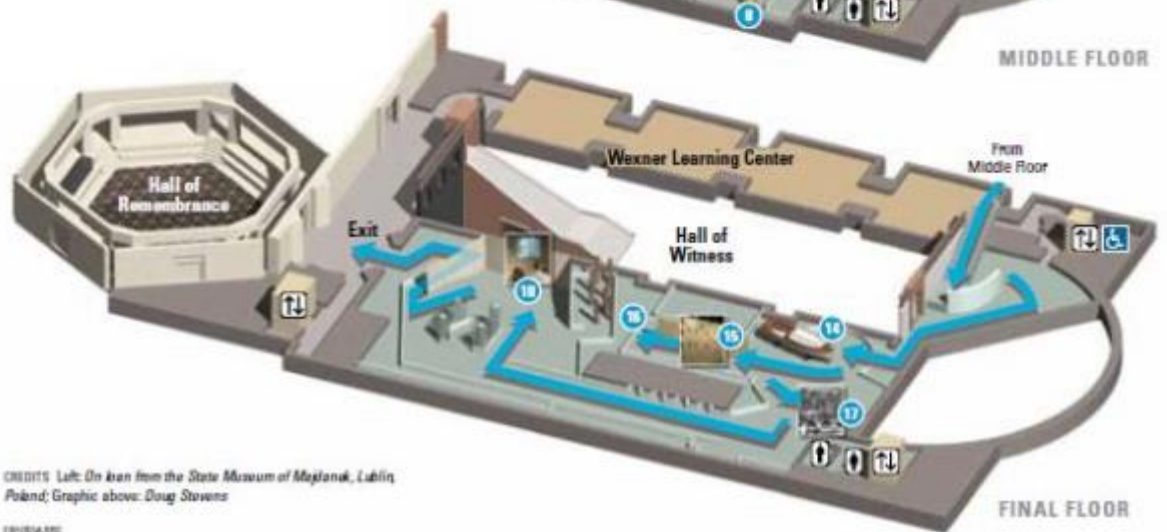 8
MIDDLE FLOOR
Wexner Learning Center
From
Middle Floor
Hall of
Remembrance
Exit
Hall of
Witness
18
16
15
14
17
CREDITS Left: On loan from the State Museum of Majdanek, Lublin,
Poland; Graphic above: Doug Stevens
FINAL FLOOR